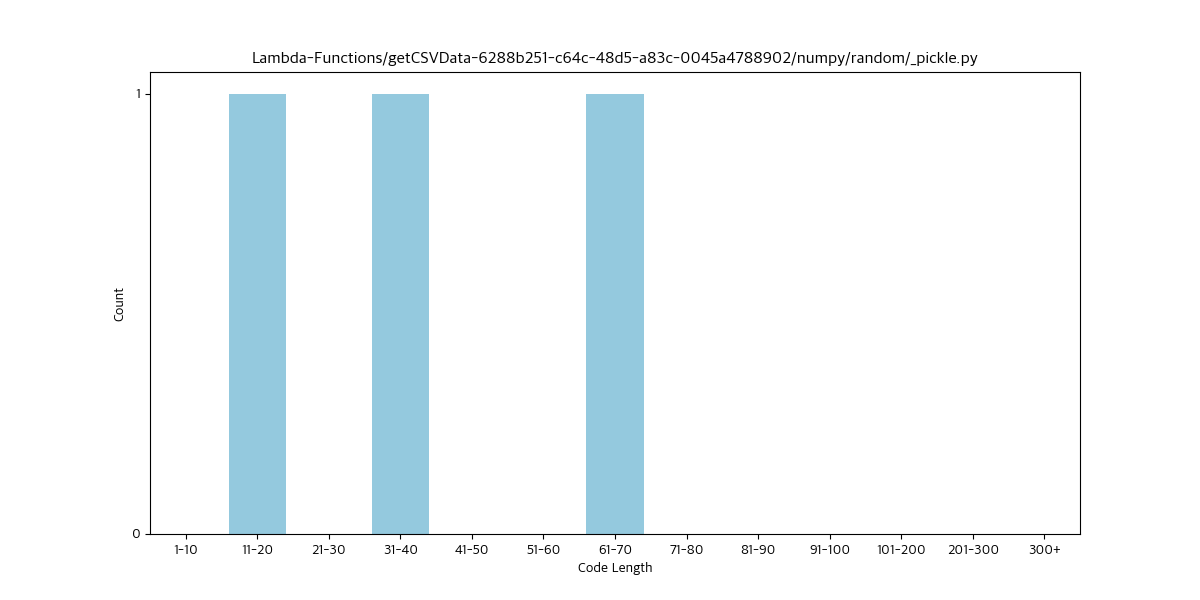 Lambda-Functions/getCSVData-6288b251-c64c-48d5-a83c-0045a4788902/numpy/random/_pickle.py
1
Count
0
1-10 11-20 21-30 31-40 41-50 51-60 61-70 71-80 81-90 91-100 101-200 201-300 300+
Code Length